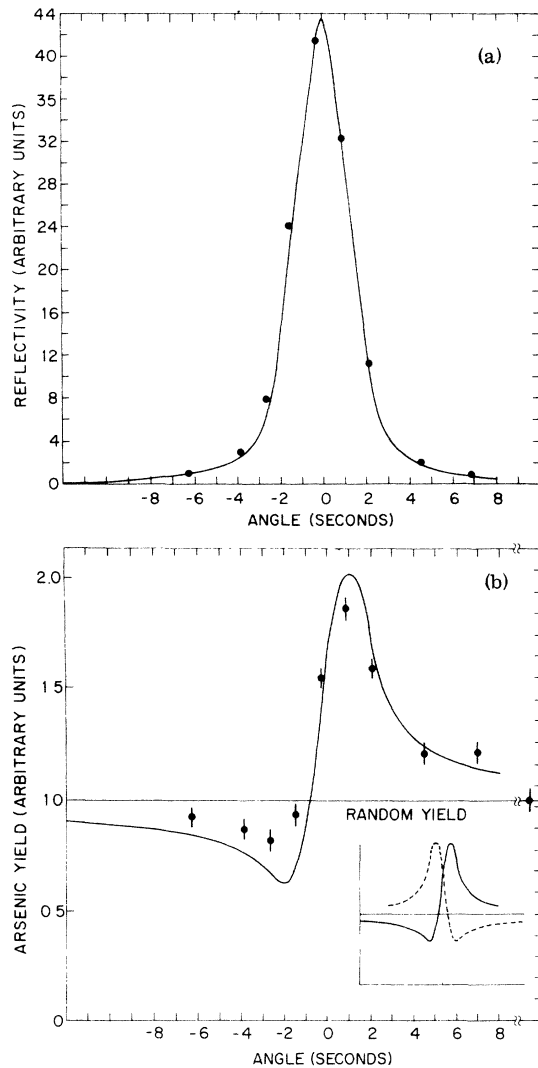 (a)
44
40
35
32
28
24
20
16
12
8
4
0
REFLECTIVITY (ARBITRARY UNITS)
-8 -6 -4 -2 0 2 4 6 8
ANGLE (SECONDS)
(b)
2.0
1.5
1.0
0.5
0
ARSENIC YIELD (ARBITRARY UNITS)
RANDOM YIELD
-8 -6 -4 -2 0 2 4 6 8
ANGLE (SECONDS)